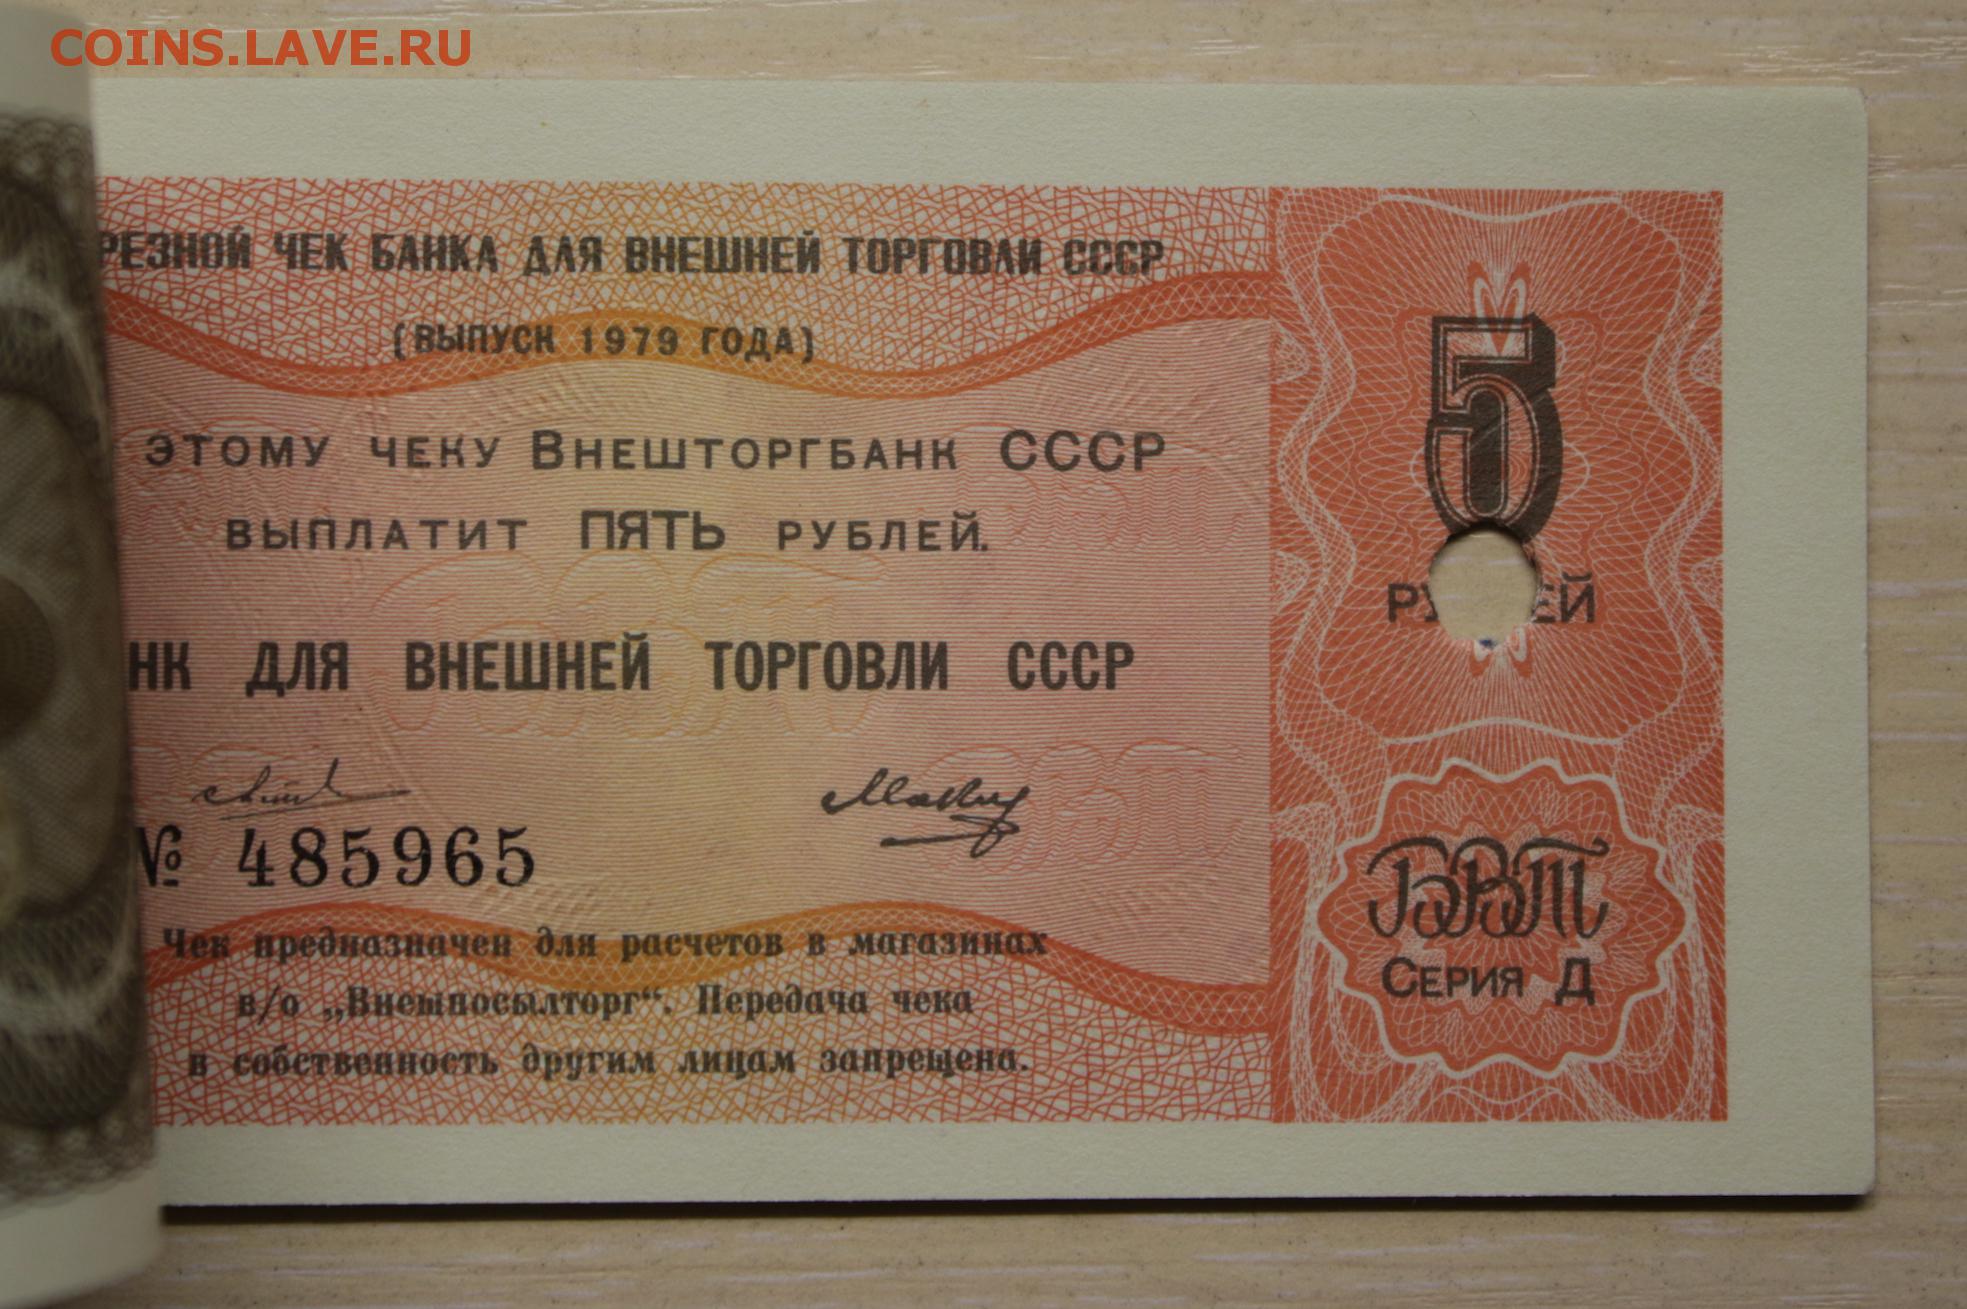 COINS.LAVE.RU
РЕЗНОЙ ЧЕК БАНКА ДЛЯ ВНЕШНЕЙ ТОРГОВЛИ СССР
(ВЫПУСК 1979 ГОДА)
ЭТОМУ ЧЕКУ ВНЕШТОРГБАНК СССР
ВЫПЛАТИТ ПЯТЬ РУБЛЕЙ.
НК ДЛЯ ВНЕШНЕЙ ТОРГОВЛИ СССР
№ 485965
Чек предназначен для расчетов в магазинах
в/о „Внешпосылторг“. Передача чека
в собственность другим лицам запрещена.
5
БВТ
СЕРИЯ Д